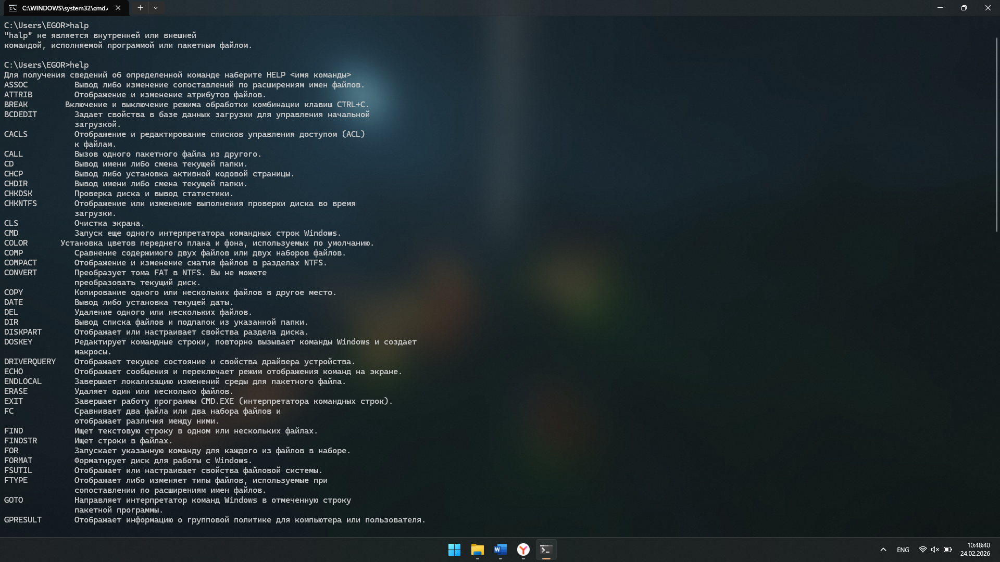 C:\WINDOWS\system32\cmd.
C:\Users\EGOR>halp
"halp" не является внутренней или внешней
командой, исполняемой программой или пакетным файлом.
C:\Users\EGOR>help
Для получения сведений об определенной команде наберите HELP <имя команды>
ASSOC          Вывод либо изменение сопоставлений по расширениям имен файлов.
ATTRIB         Отображение и изменение атрибутов файлов.
BREAK        Включение и выключение режима обработки комбинации клавиш CTRL+C.
BCDEDIT        Задает свойства в базе данных загрузки для управления начальной
               загрузкой.
CACLS          Отображение и редактирование списков управления доступом (ACL)
               к файлам.
CALL           Вызов одного пакетного файла из другого.
CD             Вывод имени либо смена текущей папки.
CHCP           Вывод либо установка активной кодовой страницы.
CHDIR          Вывод имени либо смена текущей папки.
CHKDSK         Проверка диска и вывод статистики.
CHKNTFS        Отображение или изменение выполнения проверки диска во время
               загрузки.
CLS            Очистка экрана.
CMD            Запуск еще одного интерпретатора командных строк Windows.
COLOR       Установка цветов переднего плана и фона, используемых по умолчанию.
COMP           Сравнение содержимого двух файлов или двух наборов файлов.
COMPACT        Отображение и изменение сжатия файлов в разделах NTFS.
CONVERT        Преобразует тома FAT в NTFS. Вы не можете
               преобразовать текущий диск.
COPY           Копирование одного или нескольких файлов в другое место.
DATE           Вывод либо установка текущей даты.
DEL            Удаление одного или нескольких файлов.
DIR            Вывод списка файлов и подпапок из указанной папки.
DISKPART       Отображает или настраивает свойства раздела диска.
DOSKEY         Редактирует командные строки, повторно вызывает команды Windows и создает
               макросы.
DRIVERQUERY    Отображает текущее состояние и свойства драйвера устройства.
ECHO           Отображает сообщения и переключает режим отображения команд на экране.
ENDLOCAL       Завершает локализацию изменений среды для пакетного файла.
ERASE          Удаляет один или несколько файлов.
EXIT           Завершает работу программы CMD.EXE (интерпретатора командных строк).
FC             Сравнивает два файла или два набора файлов и
               отображает различия между ними.
FIND           Ищет текстовую строку в одном или нескольких файлах.
FINDSTR        Ищет строки в файлах.
FOR            Запускает указанную команду для каждого из файлов в наборе.
FORMAT         Форматирует диск для работы с Windows.
FSUTIL         Отображает или настраивает свойства файловой системы.
FTYPE          Отображает либо изменяет типы файлов, используемые при
               сопоставлении по расширениям имен файлов.
GOTO           Направляет интерпретатор команд Windows в отмеченную строку
               пакетной программы.
GPRESULT       Отображает информацию о групповой политике для компьютера или пользователя.
ENG
10:48:40
24.02.2026